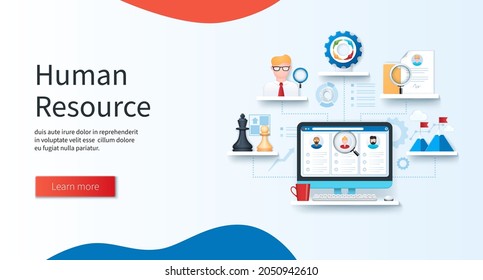 Human
Resource
duis aute irure dolor in reprehenderit
in voluptate velit esse cillum dolore
eu fugiat nulla pariatur.
Learn more
shutterstock.com · 2050942610